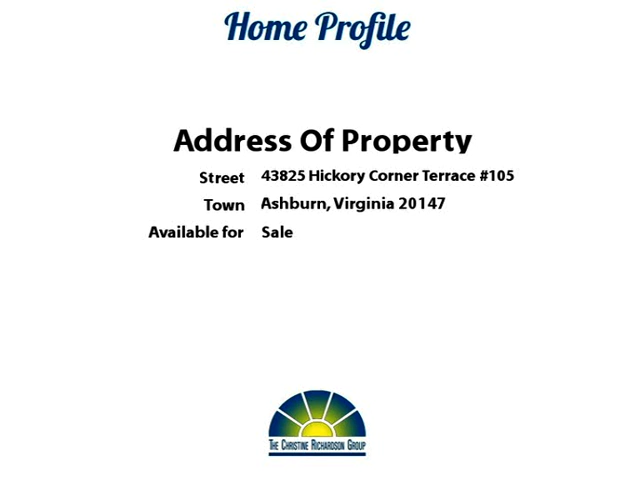 Home Profile
Address Of Property
Street 43825 Hickory Corner Terrace #105
Town Ashburn, Virginia 20147
Available for Sale
The Christine Richardson Group